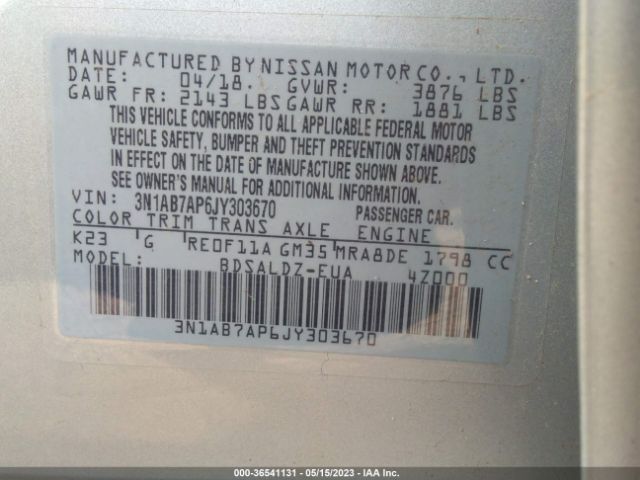 MANUFACTURED BY NISSAN MOTOR CO., LTD.
DATE: 04/18. GVWR: 3876 LBS
GAWR FR: 2143 LBS GAWR RR: 1881 LBS
THIS VEHICLE CONFORMS TO ALL APPLICABLE FEDERAL MOTOR
VEHICLE SAFETY, BUMPER AND THEFT PREVENTION STANDARDS
IN EFFECT ON THE DATE OF MANUFACTURE SHOWN ABOVE.
SEE OWNER'S MANUAL FOR ADDITIONAL INFORMATION.
VIN: 3N1AB7AP6JY303670 PASSENGER CAR.
COLOR TRIM TRANS AXLE ENGINE
K23 G RE0F11A GM35 MRA8DE 1798 CC
MODEL: BDSALDZ-EUA 4Z000
3N1AB7AP6JY303670
000-36541131 - 05/15/2023 - IAA Inc.